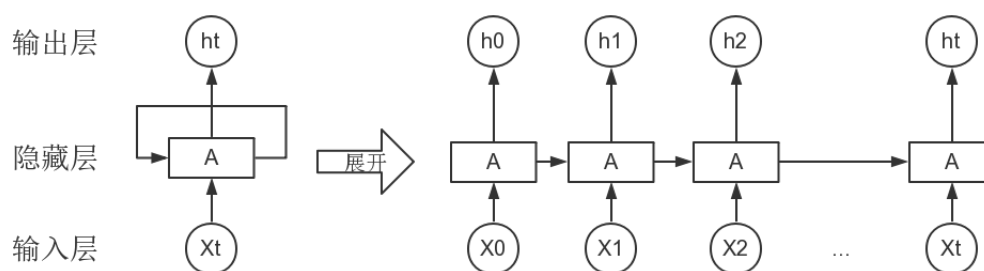 输出层 ht h0 h1 h2 ht
隐藏层 A 展开 A A A A
输入层 Xt X0 X1 X2 ... Xt